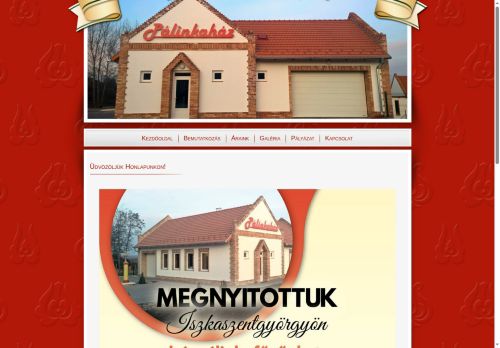 Pálinkaház
Kezdőoldal | Bemutatkozás | Áraink | Galéria | Pályázat | Kapcsolat
Üdvözöljük Honlapunkon!
Pálinkaház
MEGNYITOTTUK
Iszkaszentgyörgyön